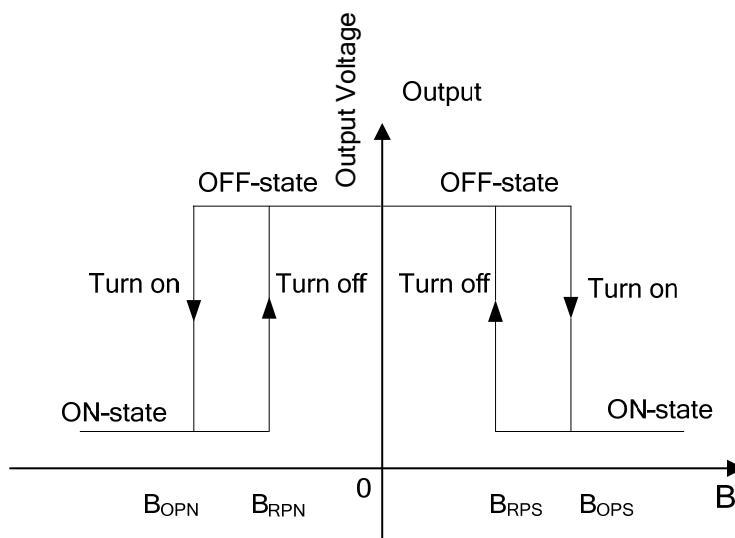 Output Voltage
Output
OFF-state
OFF-state
Turn on
Turn off
Turn off
Turn on
ON-state
ON-state
0
B
BOPN
BRPN
BRPS
BOPS